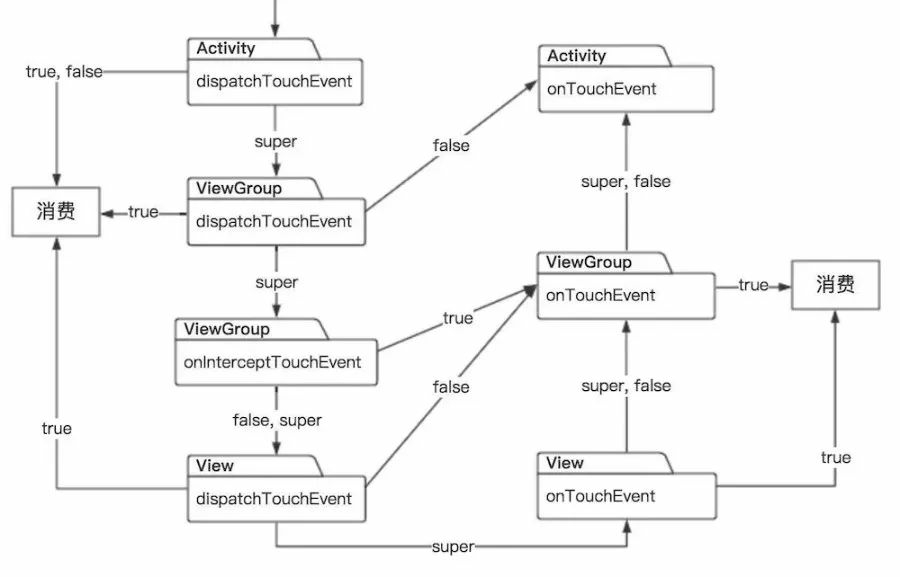 Activity
dispatchTouchEvent
Activity
onTouchEvent
true, false
super
false
ViewGroup
dispatchTouchEvent
super, false
消费
true
ViewGroup
onTouchEvent
消费
super
true
ViewGroup
onInterceptTouchEvent
true
false
super, false
false, super
true
View
dispatchTouchEvent
View
onTouchEvent
true
super